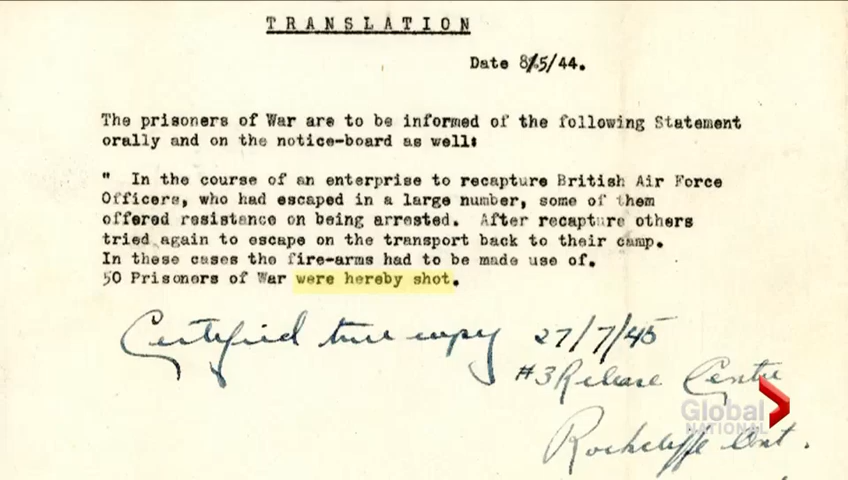 TRANSLATION
Date 8/5/44.
The prisoners of War are to be informed of the following Statement
orally and on the notice-board as well:
" In the course of an enterprise to recapture British Air Force
Officers, who had escaped in a large number, some of them
offered resistance on being arrested. After recapture others
tried again to escape on the transport back to their camp.
In these cases the fire-arms had to be made use of.
50 Prisoners of War were hereby shot.
Certified true copy 27/7/45
#3 Release Centre
Global
NATIONAL
Rockcliffe Ont.